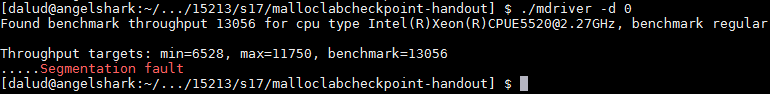 [dalud@angelshark:~/.../15213/s17/malloclabcheckpoint-handout] $ ./mdriver -d 0
Found benchmark throughput 13056 for cpu type Intel(R)Xeon(R)CPUE5520@2.27GHz, benchmark regular
Throughput targets: min=6528, max=11750, benchmark=13056
.....Segmentation fault
[dalud@angelshark:~/.../15213/s17/malloclabcheckpoint-handout] $